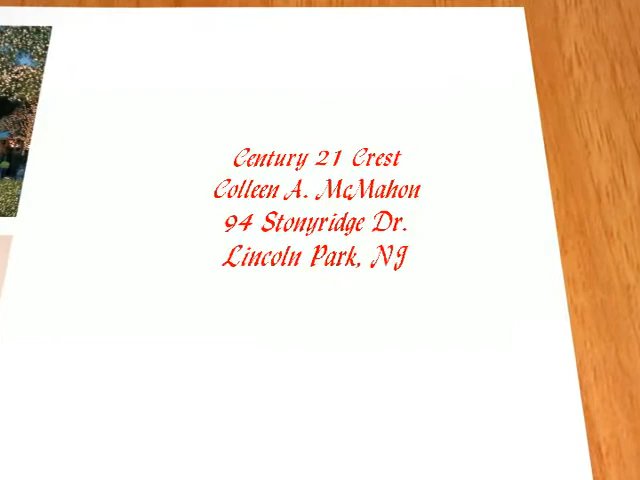 Century 21 Crest
Colleen A. McMahon
94 Stonyridge Dr.
Lincoln Park, NJ